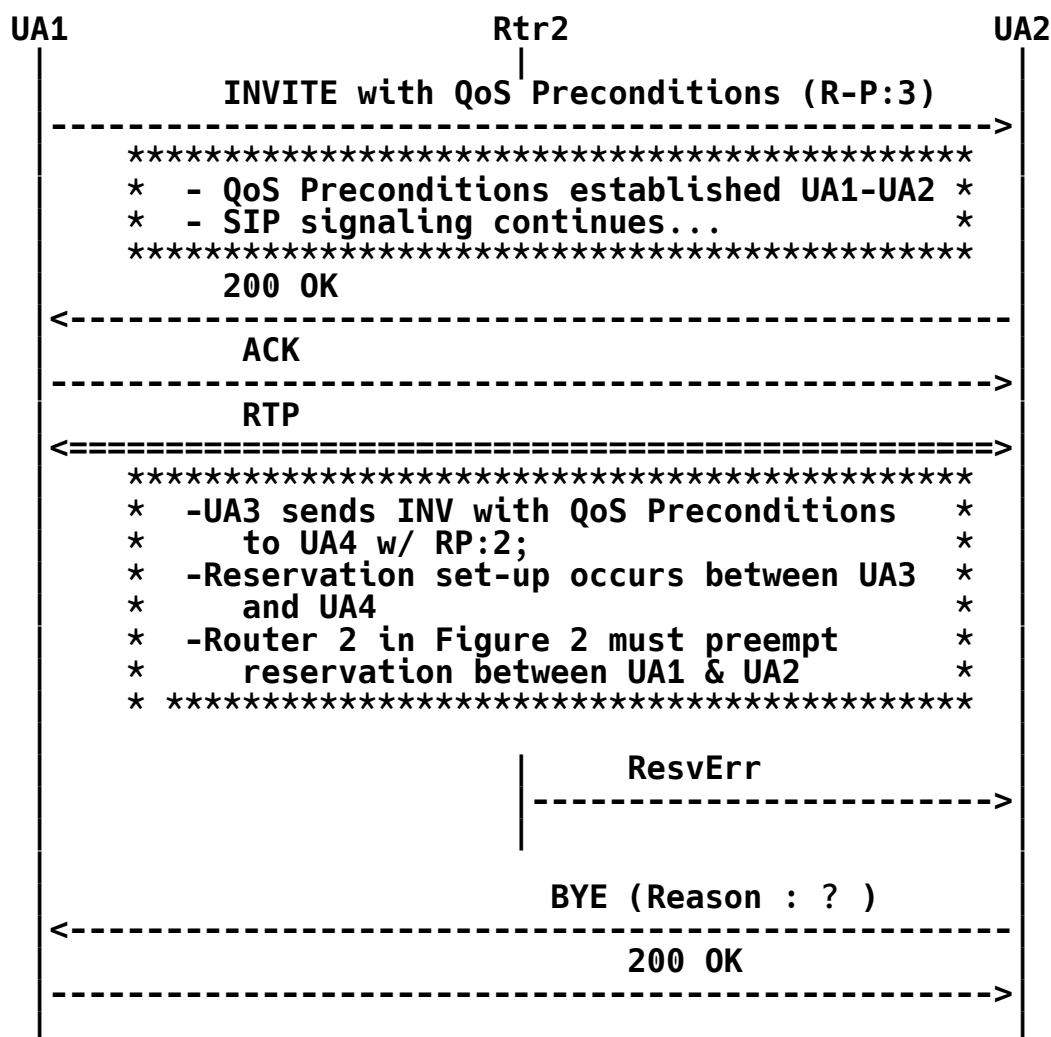 UA1 Rtr2 UA2
INVITE with QoS Preconditions (R-P:3)
------------------------------------------------->
********************************************
* - QoS Preconditions established UA1-UA2 *
* - SIP signaling continues... *
********************************************
200 OK
<-------------------------------------------------
ACK
------------------------------------------------->
RTP
<================================================>
********************************************
* -UA3 sends INV with QoS Preconditions *
* to UA4 w/ RP:2; *
* -Reservation set-up occurs between UA3 *
* and UA4 *
* -Router 2 in Figure 2 must preempt *
* reservation between UA1 & UA2 *
* ******************************************
ResvErr
|------------------------>
BYE (Reason : ? )
<-------------------------------------------------
200 OK
------------------------------------------------->